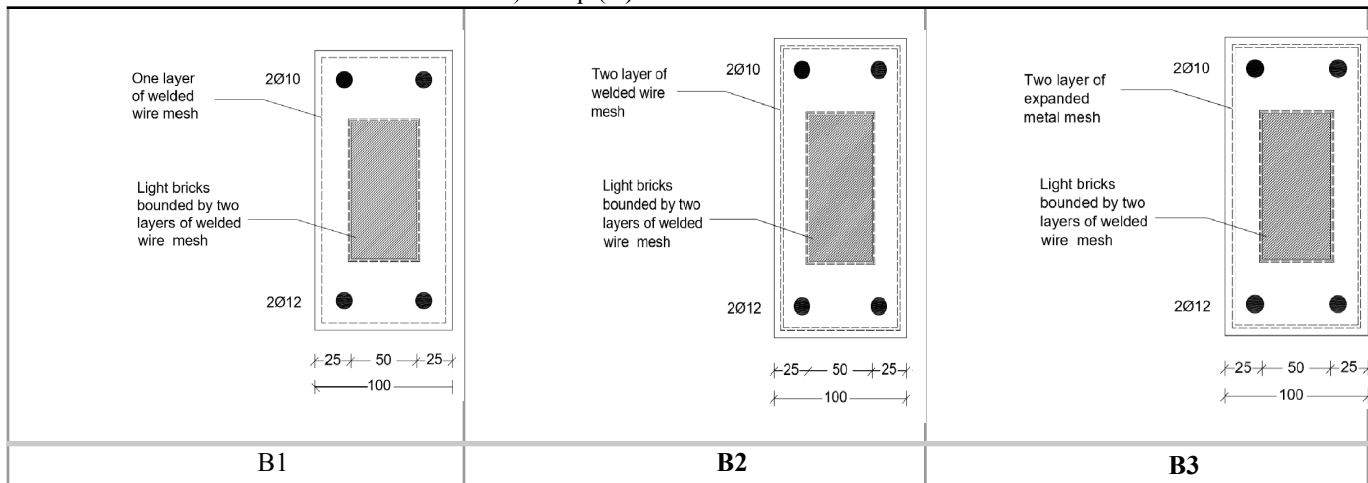 One layer
of welded
wire mesh
2Ø10
Light bricks
bounded by two
layers of welded
wire mesh
2Ø12
25 50 25
100
Two layer of
welded wire
mesh
2Ø10
Light bricks
bounded by two
layers of welded
wire mesh
2Ø12
25 50 25
100
Two layer of
expanded
metal mesh
2Ø10
Light bricks
bounded by two
layers of welded
wire mesh
2Ø12
25 50 25
100
B1 B2 B3